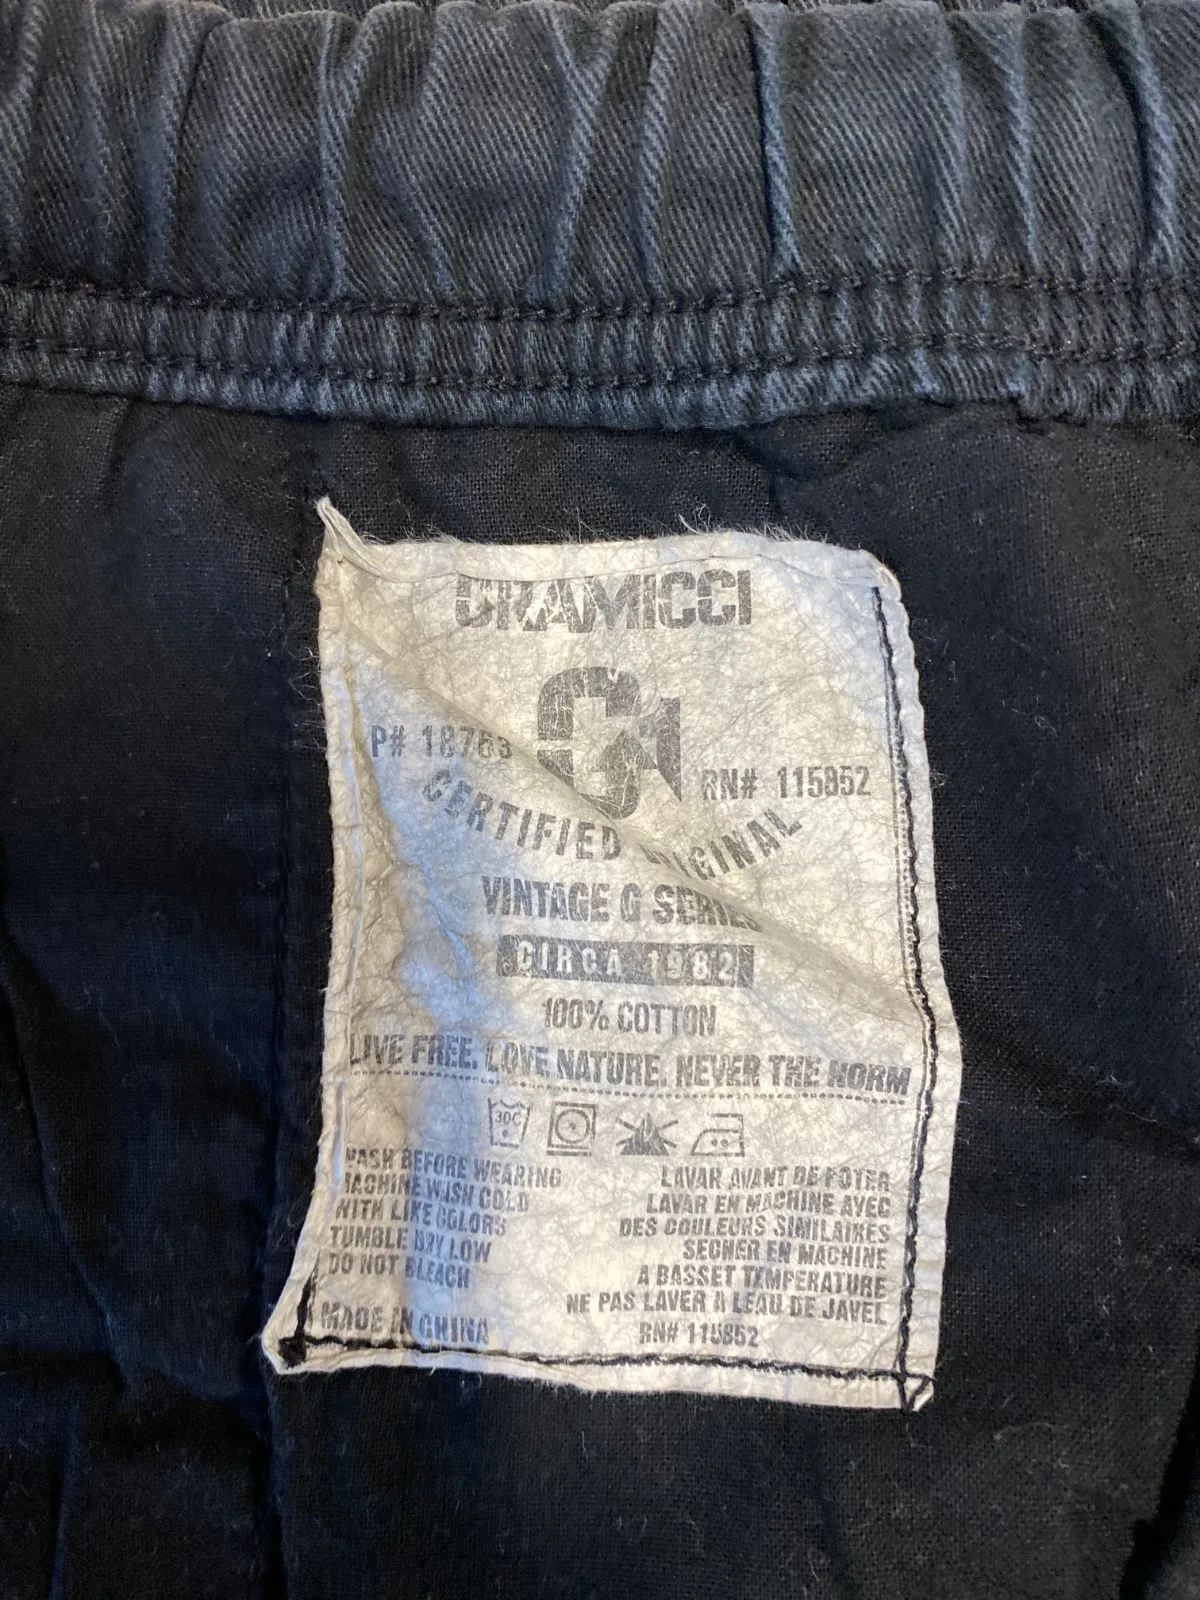 GRAMICCI
G
P# 18763
RN# 115852
CERTIFIED ORIGINAL
VINTAGE G SERIES
CIRCA 1982
100% COTTON
LIVE FREE. LOVE NATURE. NEVER THE NORM
30C
WASH BEFORE WEARING
MACHINE WASH COLD
WITH LIKE COLORS
TUMBLE DRY LOW
DO NOT BLEACH
MADE IN CHINA
LAVAR AVANT DE POTER
LAVAR EN MACHINE AVEC
DES COULEURS SIMILAIRES
SECHER EN MACHINE
A BASSET TEMPERATURE
NE PAS LAVER A LEAU DE JAVEL
RN# 115852